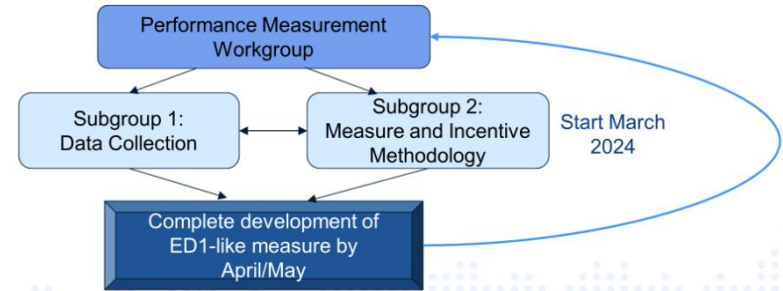 Performance Measurement
Workgroup
Subgroup 1:
Data Collection
Subgroup 2:
Measure and Incentive
Methodology
Start March
2024
Complete development of
ED1-like measure by
April/May